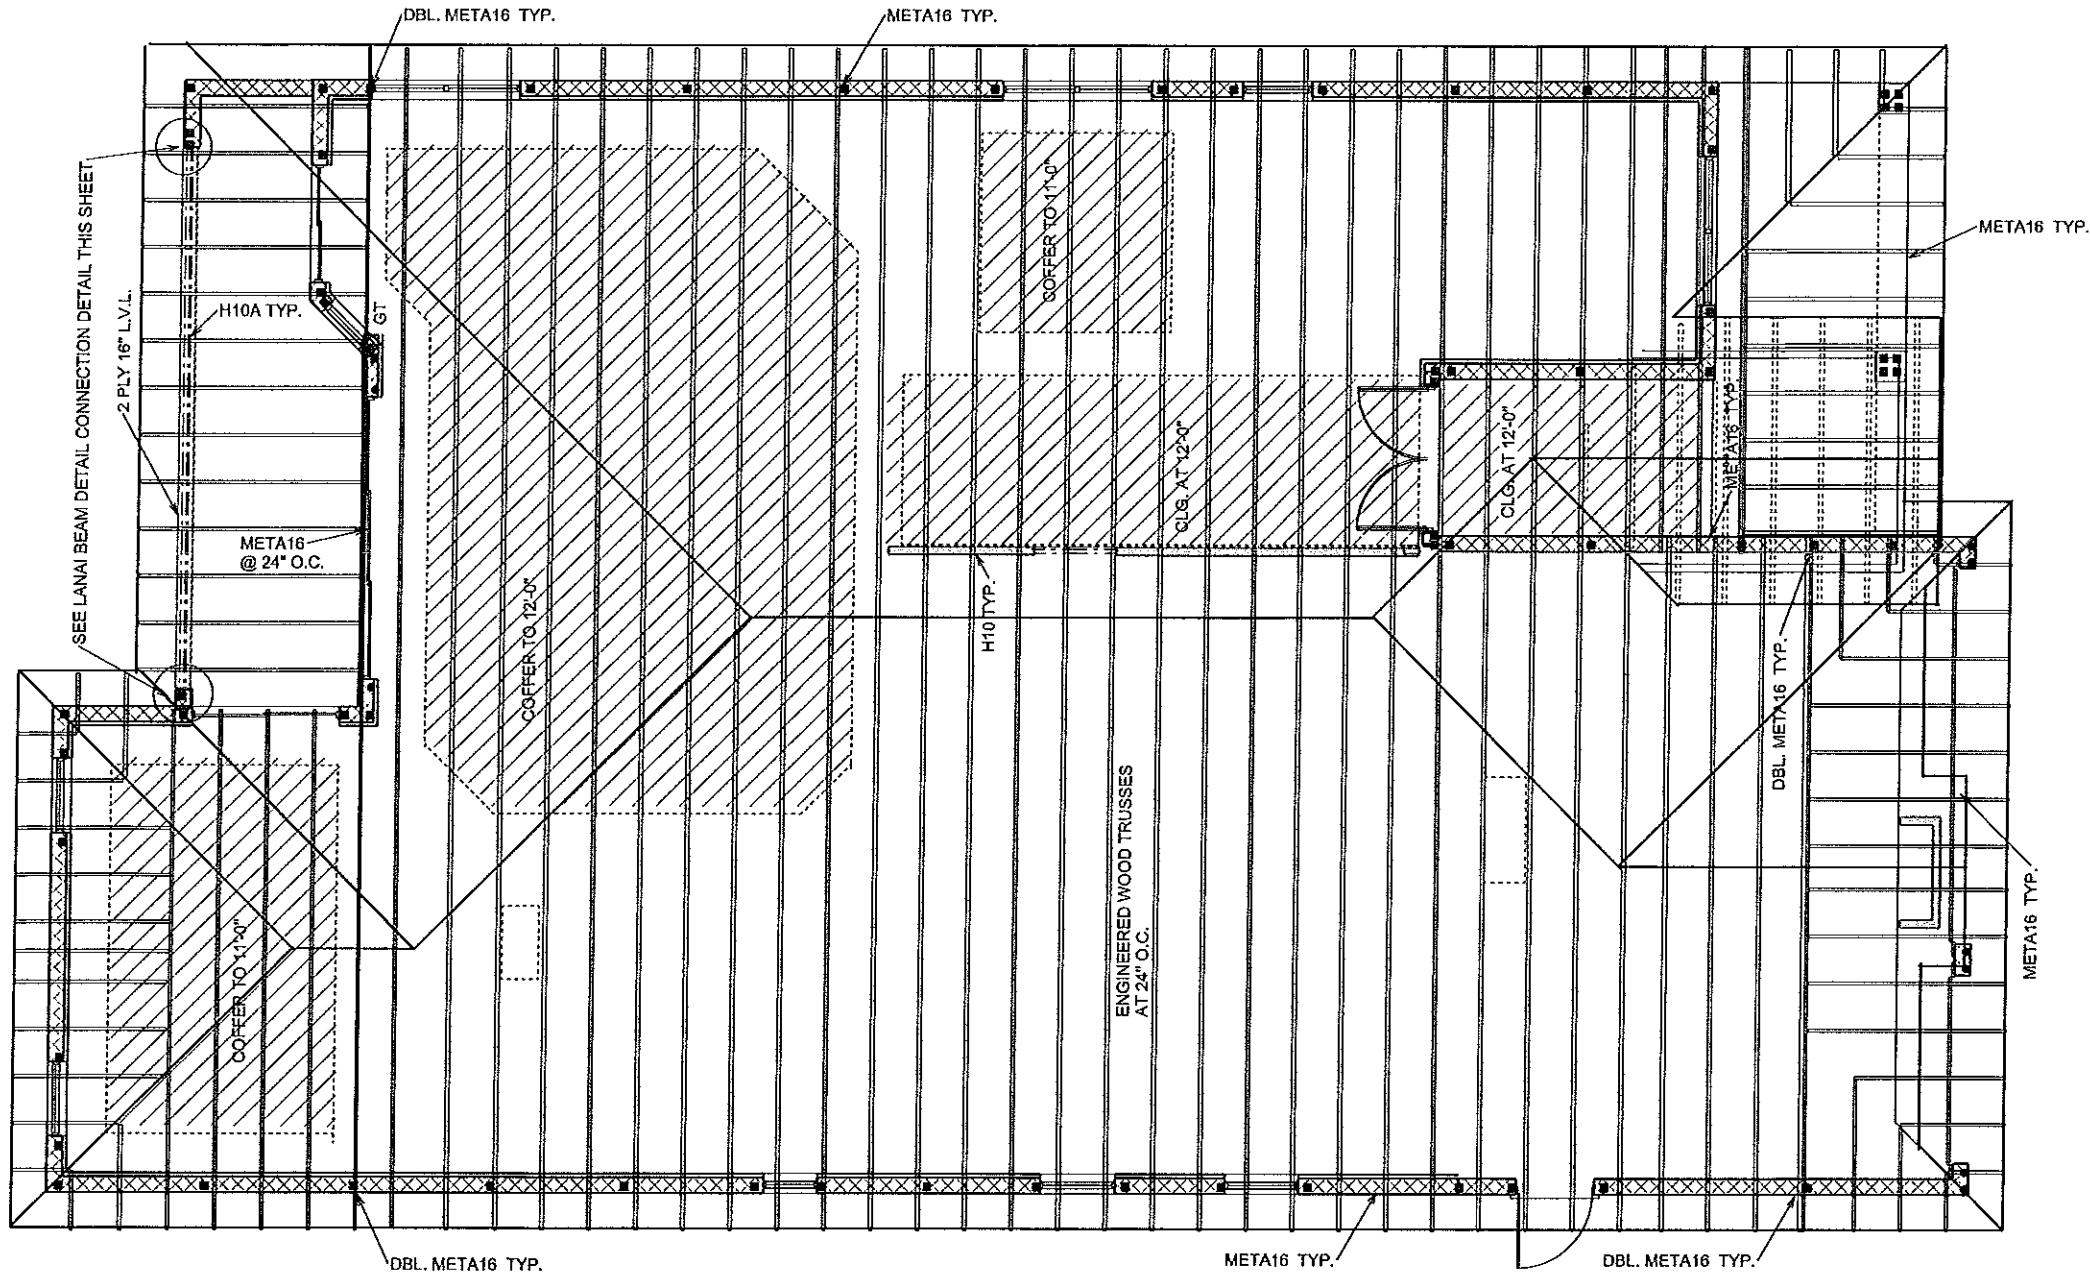 DBL. META16 TYP.
META16 TYP.
META16 TYP.
SEE LANAI BEAM DETAIL CONNECTION DETAIL THIS SHEET
2 PLY 16" L.V.L.
H10A TYP.
GT
META16
@ 24" O.C.
COFFER TO 12'-0"
COFFER TO 11'-0"
CLG. AT 12'-0"
CLG. AT 12'-0"
H10 TYP.
DBL. META16 TYP.
META16 TYP.
ENGINEERED WOOD TRUSSES
AT 24" O.C.
COFFER TO 11'-0"
DBL. META16 TYP.
META16 TYP.
DBL. META16 TYP.